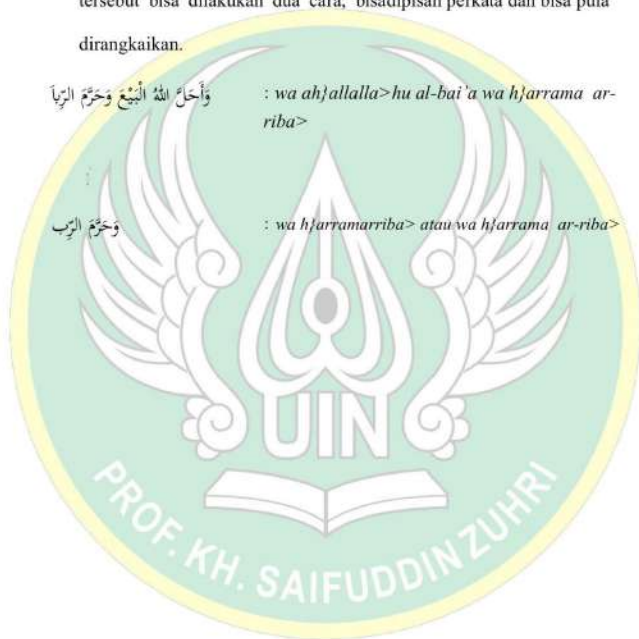 tersebut bisa dilakukan dua cara, bisadipisah perkata dan bisa pula
dirangkaikan.
وَأَحَلَّ اللهُ الْبَيْعَ وَحَرَّمَ الرِّبَاَ : wa ah}allalla>hu al-bai'a wa h}arrama ar-
riba>
وَحَرَّمَ الرِّب : wa h}arramarriba> atau wa h}arrama ar-riba>
UIN
PROF. KH. SAIFUDDIN ZUHRI